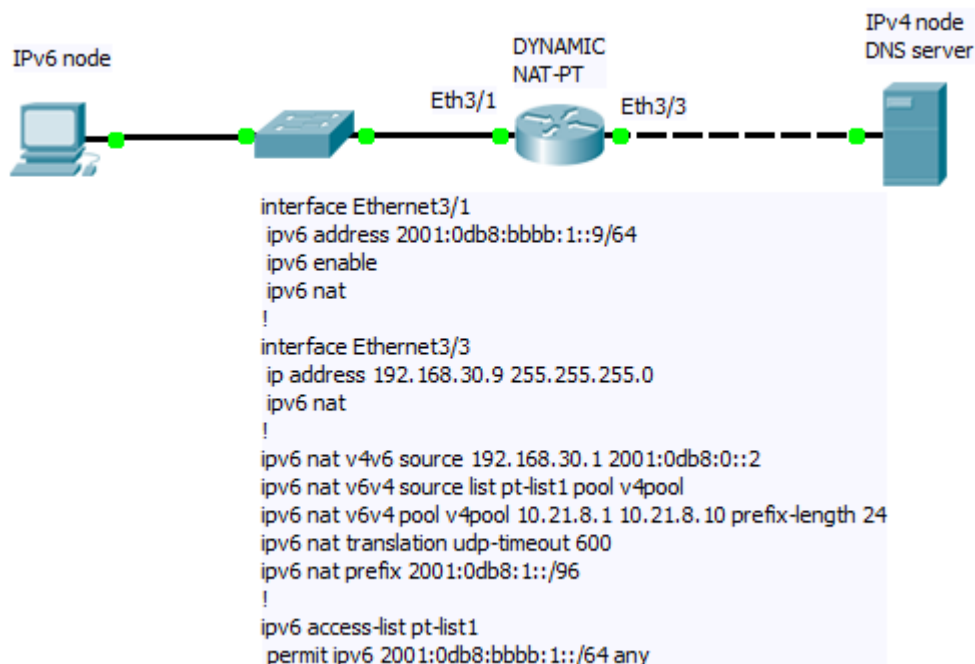 IPv6 node
DYNAMIC
NAT-PT
IPv4 node
DNS server
Eth3/1
Eth3/3
interface Ethernet3/1
ipv6 address 2001:0db8:bbbb:1::9/64
ipv6 enable
ipv6 nat
!
interface Ethernet3/3
ip address 192.168.30.9 255.255.255.0
ipv6 nat
!
ipv6 nat v4v6 source 192.168.30.1 2001:0db8:0::2
ipv6 nat v6v4 source list pt-list1 pool v4pool
ipv6 nat v6v4 pool v4pool 10.21.8.1 10.21.8.10 prefix-length 24
ipv6 nat translation udp-timeout 600
ipv6 nat prefix 2001:0db8:1::/96
!
ipv6 access-list pt-list1
permit ipv6 2001:0db8:bbbb:1::/64 any